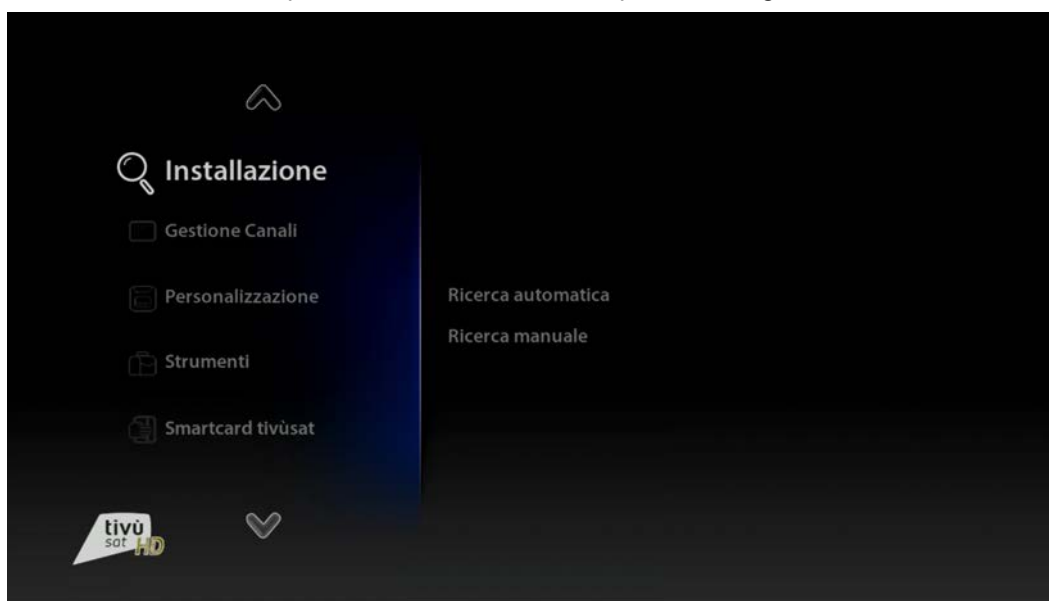 Installazione
Gestione Canali
Personalizzazione
Strumenti
Smartcard tivùsat
Ricerca automatica
Ricerca manuale
tivù
sat HD